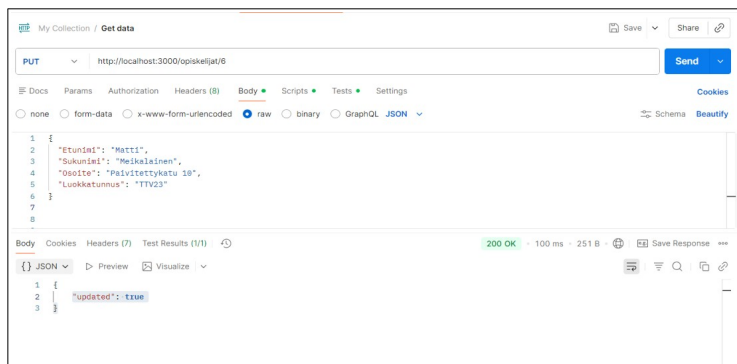 HTTP My Collection / Get data Save Share
PUT http://localhost:3000/opiskelijat/6 Send
Docs Params Authorization Headers (8) Body Scripts Tests Settings Cookies
none form-data x-www-form-urlencoded raw binary GraphQL JSON Schema Beautify
1 {
2 "Etunimi": "Matti",
3 "Sukunimi": "Meikalainen",
4 "Osoite": "Paivitettykatu 10",
5 "Luokkatunnus": "TTV23"
6 }
7
8
Body Cookies Headers (7) Test Results (1/1) 200 OK 100 ms 251 B Save Response
{} JSON Preview Visualize
1 {
2 "updated": true
3 }